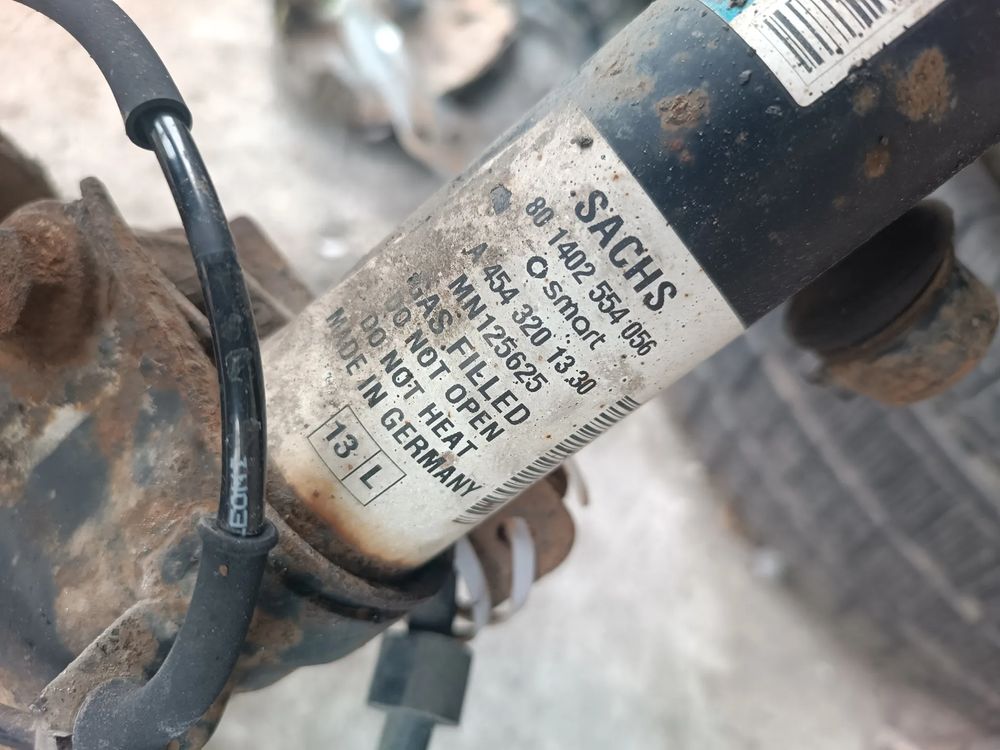 SACHS
80 1402 554 056
smart
A 454 320 13 30
MN125625
GAS FILLED
DO NOT OPEN
DO NOT HEAT
MADE IN GERMANY
13 L